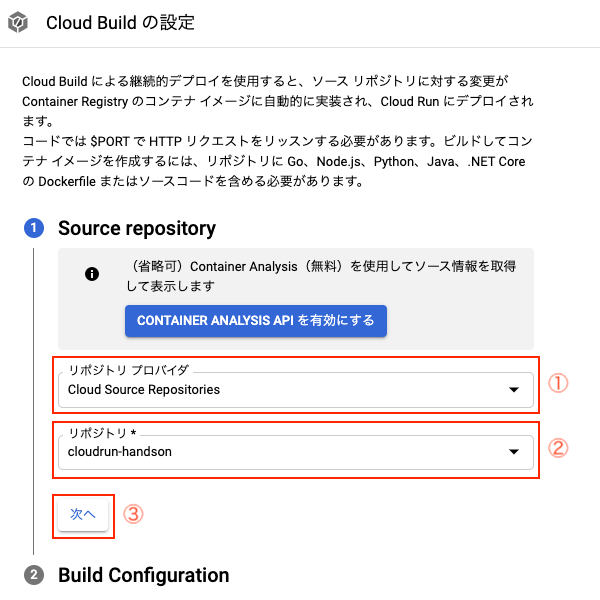 Cloud Build の設定
Cloud Build による継続的デプロイを使用すると、ソース リポジトリに対する変更が
Container Registry のコンテナ イメージに自動的に実装され、Cloud Run にデプロイされ
ます。
コードでは $PORT で HTTP リクエストをリッスンする必要があります。ビルドしてコン
テナ イメージを作成するには、リポジトリに Go、Node.js、Python、Java、.NET Core
の Dockerfile またはソースコードを含める必要があります。
1 Source repository
（省略可）Container Analysis（無料）を使用してソース情報を取得
して表示します
CONTAINER ANALYSIS API を有効にする
リポジトリ プロバイダ
Cloud Source Repositories
①
リポジトリ *
cloudrun-handson
②
次へ
③
2 Build Configuration